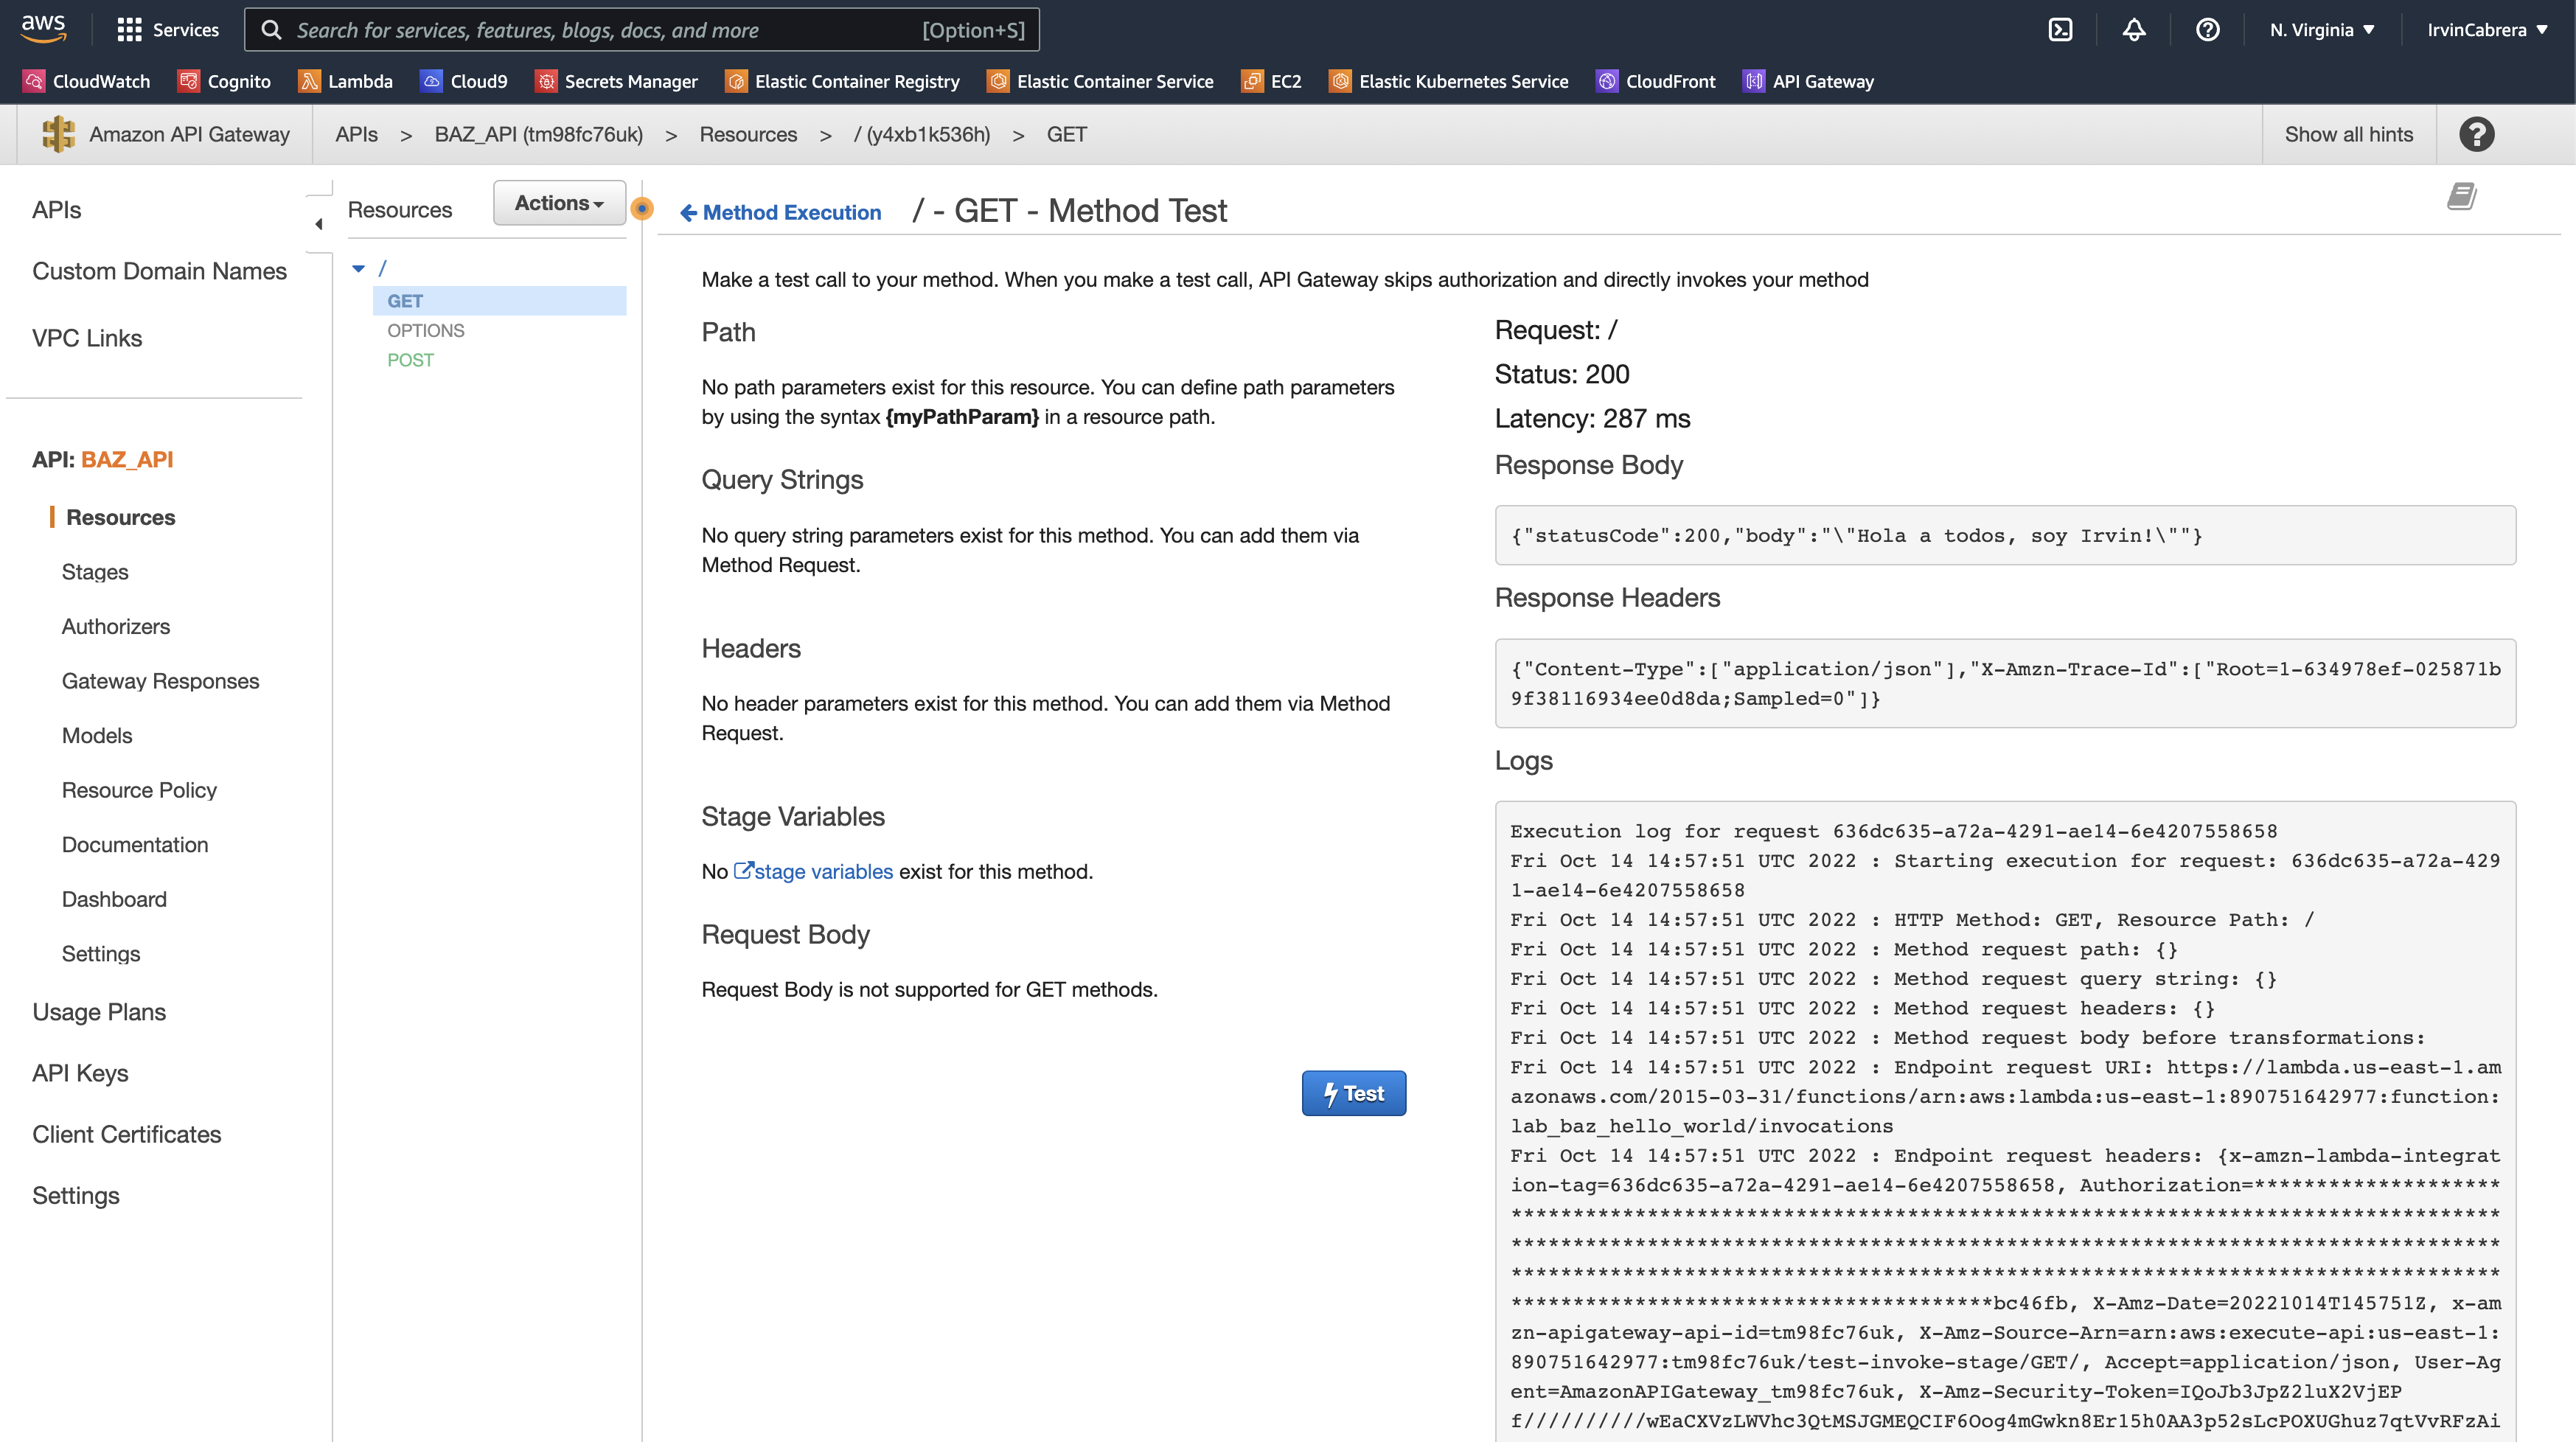 aws
Services
Search for services, features, blogs, docs, and more
[Option+S]
N. Virginia
IrvinCabrera
CloudWatch
Cognito
Lambda
Cloud9
Secrets Manager
Elastic Container Registry
Elastic Container Service
EC2
Elastic Kubernetes Service
CloudFront
API Gateway
Amazon API Gateway
APIs > BAZ_API (tm98fc76uk) > Resources > / (y4xb1k536h) > GET
Show all hints
APIs
Custom Domain Names
VPC Links
API: BAZ_API
Resources
Stages
Authorizers
Gateway Responses
Models
Resource Policy
Documentation
Dashboard
Settings
Usage Plans
API Keys
Client Certificates
Settings
Resources
Actions
/
GET
OPTIONS
POST
Method Execution
/ - GET - Method Test
Make a test call to your method. When you make a test call, API Gateway skips authorization and directly invokes your method
Path
No path parameters exist for this resource. You can define path parameters
by using the syntax {myPathParam} in a resource path.
Query Strings
No query string parameters exist for this method. You can add them via
Method Request.
Headers
No header parameters exist for this method. You can add them via Method
Request.
Stage Variables
No stage variables exist for this method.
Request Body
Request Body is not supported for GET methods.
Test
Request: /
Status: 200
Latency: 287 ms
Response Body
{"statusCode":200,"body":"\"Hola a todos, soy Irvin!\""}
Response Headers
{"Content-Type":["application/json"],"X-Amzn-Trace-Id":["Root=1-634978ef-025871b
9f38116934ee0d8da;Sampled=0"]}
Logs
Execution log for request 636dc635-a72a-4291-ae14-6e4207558658
Fri Oct 14 14:57:51 UTC 2022 : Starting execution for request: 636dc635-a72a-429
1-ae14-6e4207558658
Fri Oct 14 14:57:51 UTC 2022 : HTTP Method: GET, Resource Path: /
Fri Oct 14 14:57:51 UTC 2022 : Method request path: {}
Fri Oct 14 14:57:51 UTC 2022 : Method request query string: {}
Fri Oct 14 14:57:51 UTC 2022 : Method request headers: {}
Fri Oct 14 14:57:51 UTC 2022 : Method request body before transformations:
Fri Oct 14 14:57:51 UTC 2022 : Endpoint request URI: https://lambda.us-east-1.am
azonaws.com/2015-03-31/functions/arn:aws:lambda:us-east-1:890751642977:function:
lab_baz_hello_world/invocations
Fri Oct 14 14:57:51 UTC 2022 : Endpoint request headers: {x-amzn-lambda-integrat
ion-tag=636dc635-a72a-4291-ae14-6e4207558658, Authorization=********************
********************************************************************************
********************************************************************************
********************************************************************************
***************************************bc46fb, X-Amz-Date=20221014T145751Z, x-am
zn-apigateway-api-id=tm98fc76uk, X-Amz-Source-Arn=arn:aws:execute-api:us-east-1:
890751642977:tm98fc76uk/test-invoke-stage/GET/, Accept=application/json, User-Ag
ent=AmazonAPIGateway_tm98fc76uk, X-Amz-Security-Token=IQoJb3JpZ2luX2VjEP
f//////////wEaCXVzLWVhc3QtMSJGMEQCIF6Oog4mGwkn8Er15h0AA3p52sLcPOXUGhuz7qtVvRFzAi